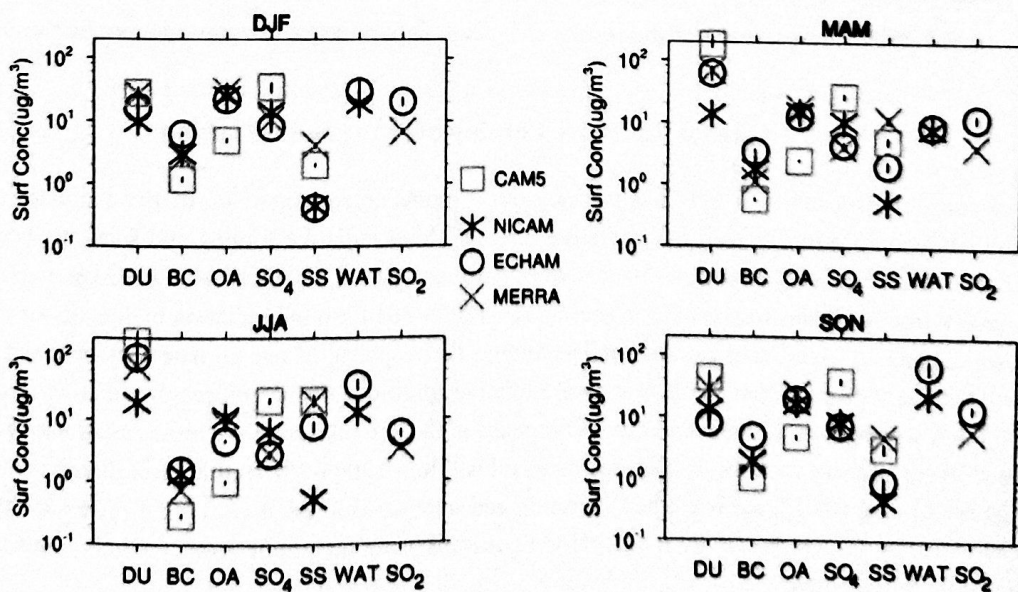 DJF
Surf Conc(ug/m³)
10²
10¹
10⁰
10⁻¹
DU BC OA SO₄ SS WAT SO₂
MAM
Surf Conc(ug/m³)
10²
10¹
10⁰
10⁻¹
DU BC OA SO₄ SS WAT SO₂
CAM5
NICAM
ECHAM
MERRA
JJA
Surf Conc(ug/m³)
10²
10¹
10⁰
10⁻¹
DU BC OA SO₄ SS WAT SO₂
SON
Surf Conc(ug/m³)
10²
10¹
10⁰
10⁻¹
DU BC OA SO₄ SS WAT SO₂